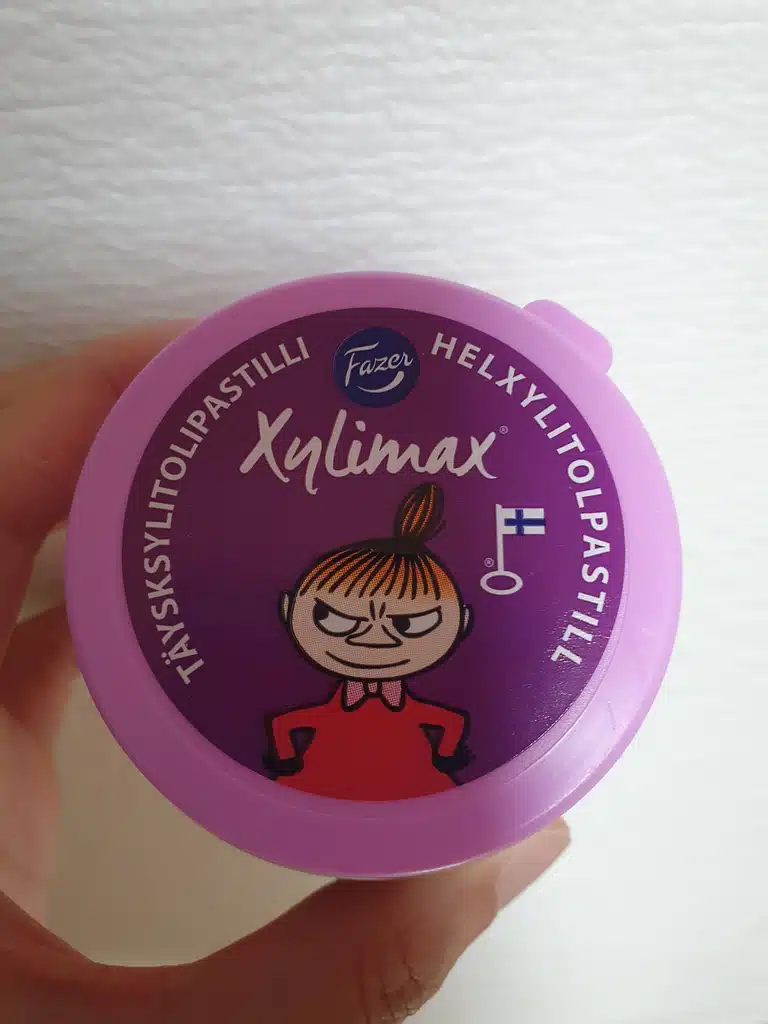 Fazer
Xylimax®
TÄYSKSYLITOLIPASTILLI
HELXYLITOLPASTILL
®